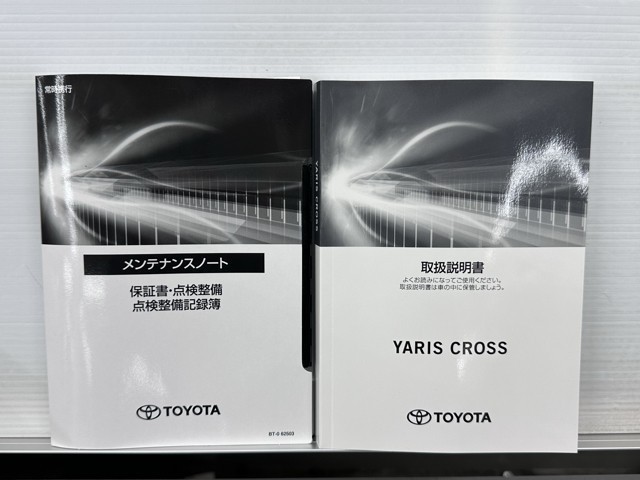 常時携行
メンテナンスノート
保証書・点検整備
点検整備記録簿
TOYOTA
BT-0 62503
YARIS CROSS
取扱説明書
よくお読みになってご使用ください。
取扱説明書は車の中に保管しましょう。
YARIS CROSS
TOYOTA